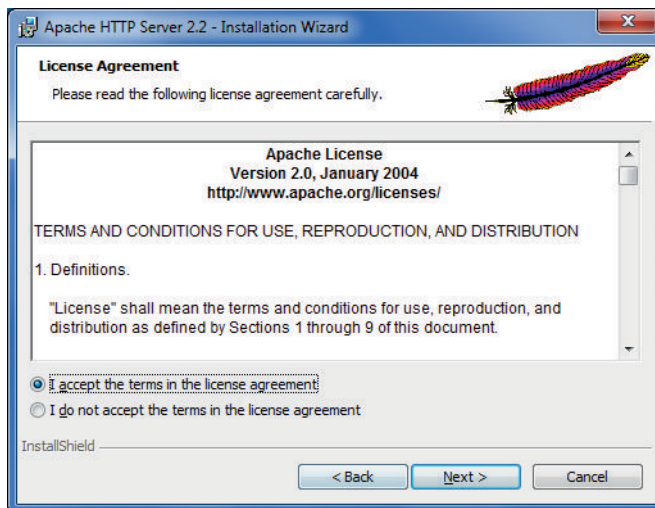 Apache HTTP Server 2.2 - Installation Wizard
License Agreement
Please read the following license agreement carefully.
Apache License
Version 2.0, January 2004
http://www.apache.org/licenses/
TERMS AND CONDITIONS FOR USE, REPRODUCTION, AND DISTRIBUTION
1. Definitions.
"License" shall mean the terms and conditions for use, reproduction, and
distribution as defined by Sections 1 through 9 of this document.
I accept the terms in the license agreement
I do not accept the terms in the license agreement
InstallShield
< Back Next > Cancel